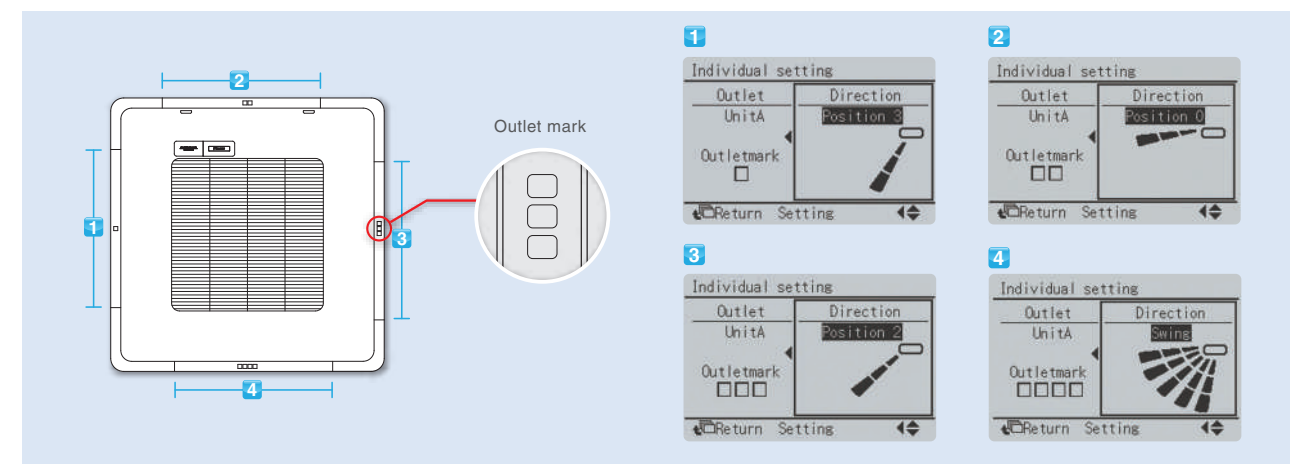 2
1
3
4
Outlet mark
1
Individual setting
Outlet
Direction
UnitA
Position 3
Outletmark
Return Setting
2
Individual setting
Outlet
Direction
UnitA
Position 0
Outletmark
Return Setting
3
Individual setting
Outlet
Direction
UnitA
Position 2
Outletmark
Return Setting
4
Individual setting
Outlet
Direction
UnitA
Swing
Outletmark
Return Setting